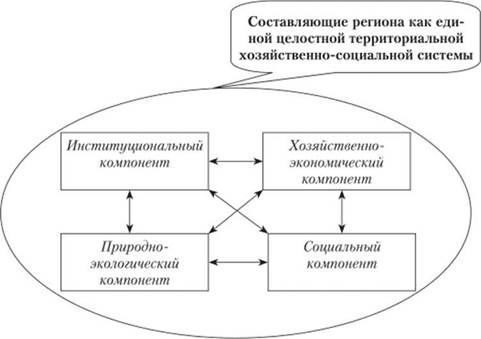 Составляющие региона как еди-
ной целостной территориальной
хозяйственно-социальной системы
Институциональный
компонент
Хозяйственно-
экономический
компонент
Природно-
экологический
компонент
Социальный
компонент